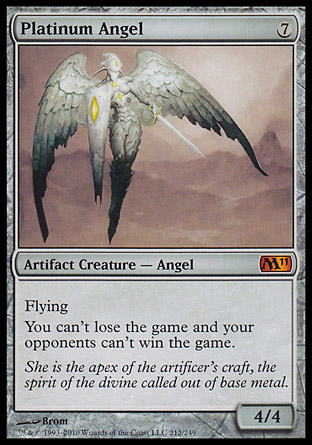 Platinum Angel 7
Artifact Creature — Angel M11
Flying
You can't lose the game and your
opponents can't win the game.
She is the apex of the artificer's craft, the
spirit of the divine called out of base metal.
Brom
™ & © 1993–2010 Wizards of the Coast LLC 212/249
4/4